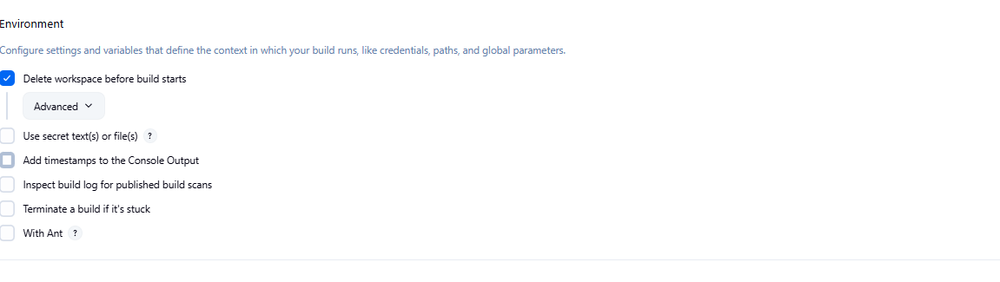 Environment
Configure settings and variables that define the context in which your build runs, like credentials, paths, and global parameters.
Delete workspace before build starts
Advanced
Use secret text(s) or file(s) ?
Add timestamps to the Console Output
Inspect build log for published build scans
Terminate a build if it's stuck
With Ant ?